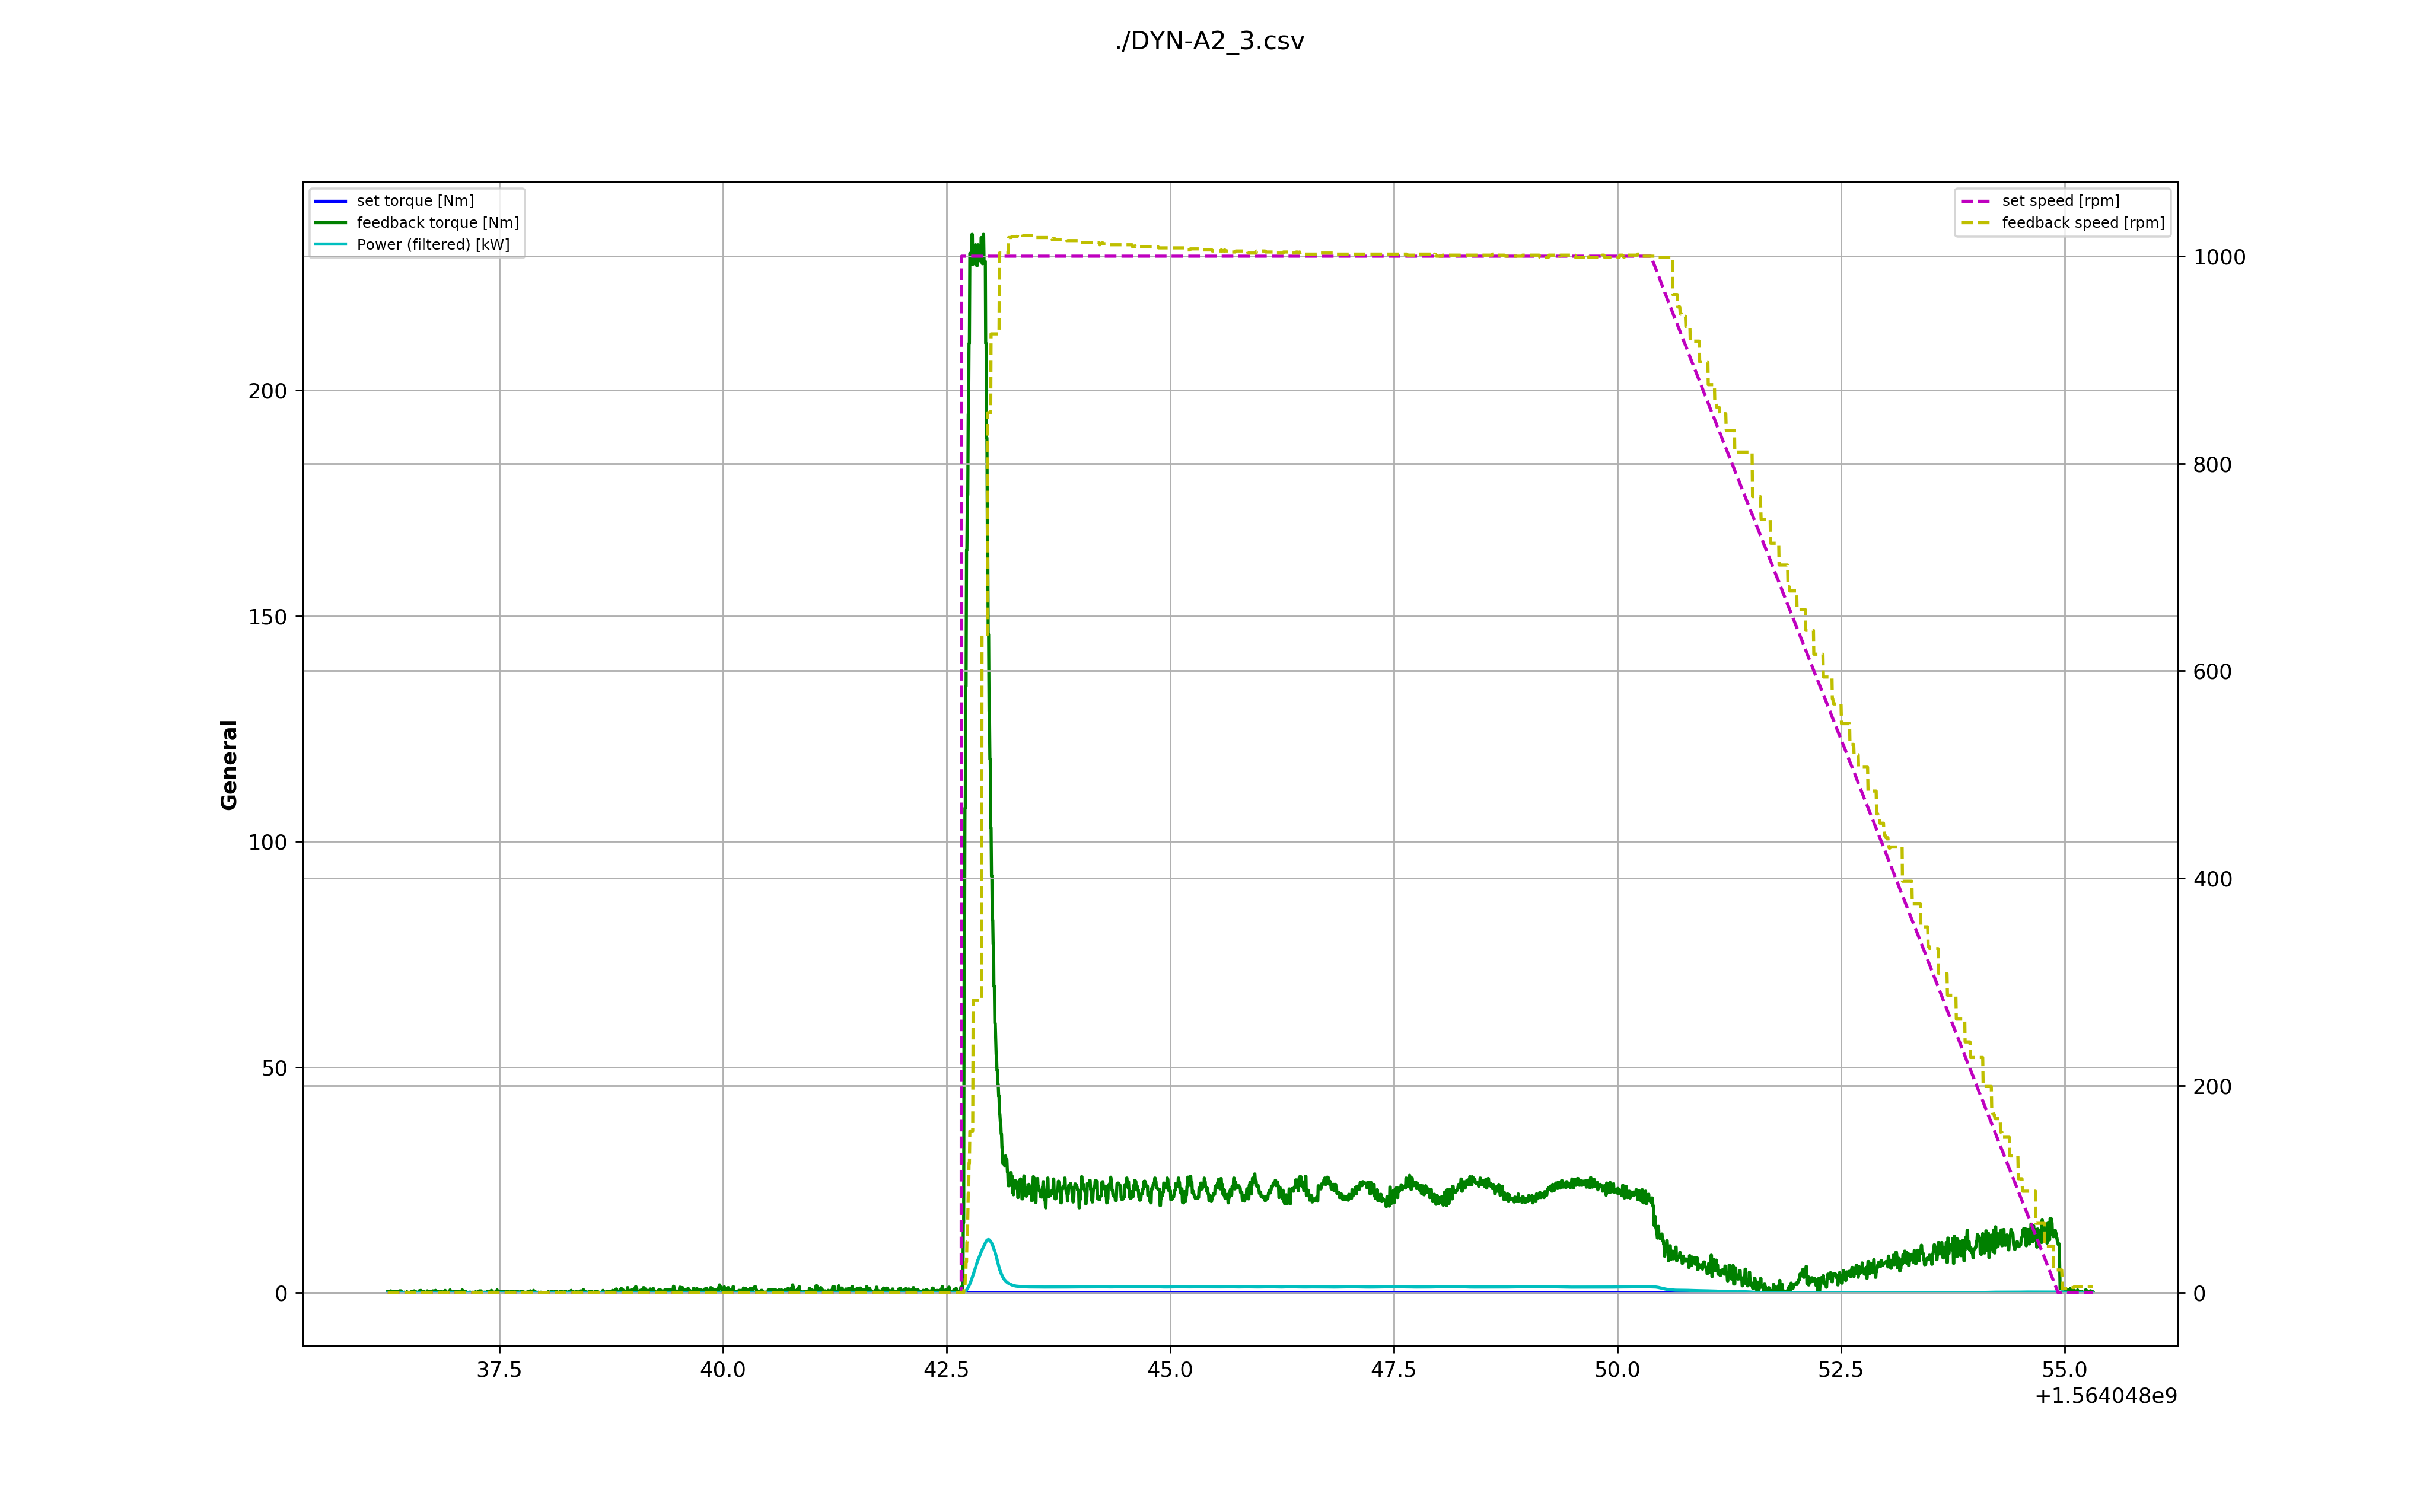 ./DYN-A2_3.csv
set torque [Nm]
feedback torque [Nm]
Power (filtered) [kW]
set speed [rpm]
feedback speed [rpm]
General
200
150
100
50
0
1000
800
600
400
200
0
37.5 40.0 42.5 45.0 47.5 50.0 52.5 55.0
+1.564048e9